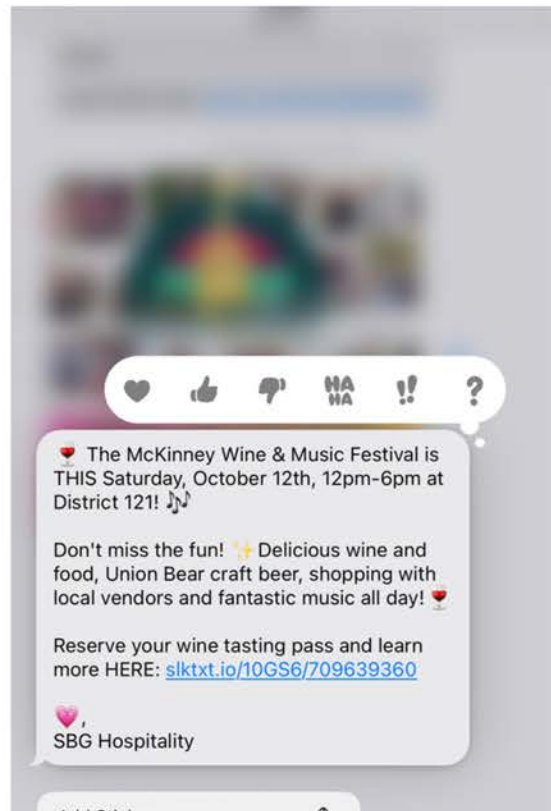 HA
HA
!!
?
🍷 The McKinney Wine & Music Festival is
THIS Saturday, October 12th, 12pm-6pm at
District 121! 🎶
Don't miss the fun! ✨ Delicious wine and
food, Union Bear craft beer, shopping with
local vendors and fantastic music all day! 🍷
Reserve your wine tasting pass and learn
more HERE: slktxt.io/10GS6/709639360
💗,
SBG Hospitality